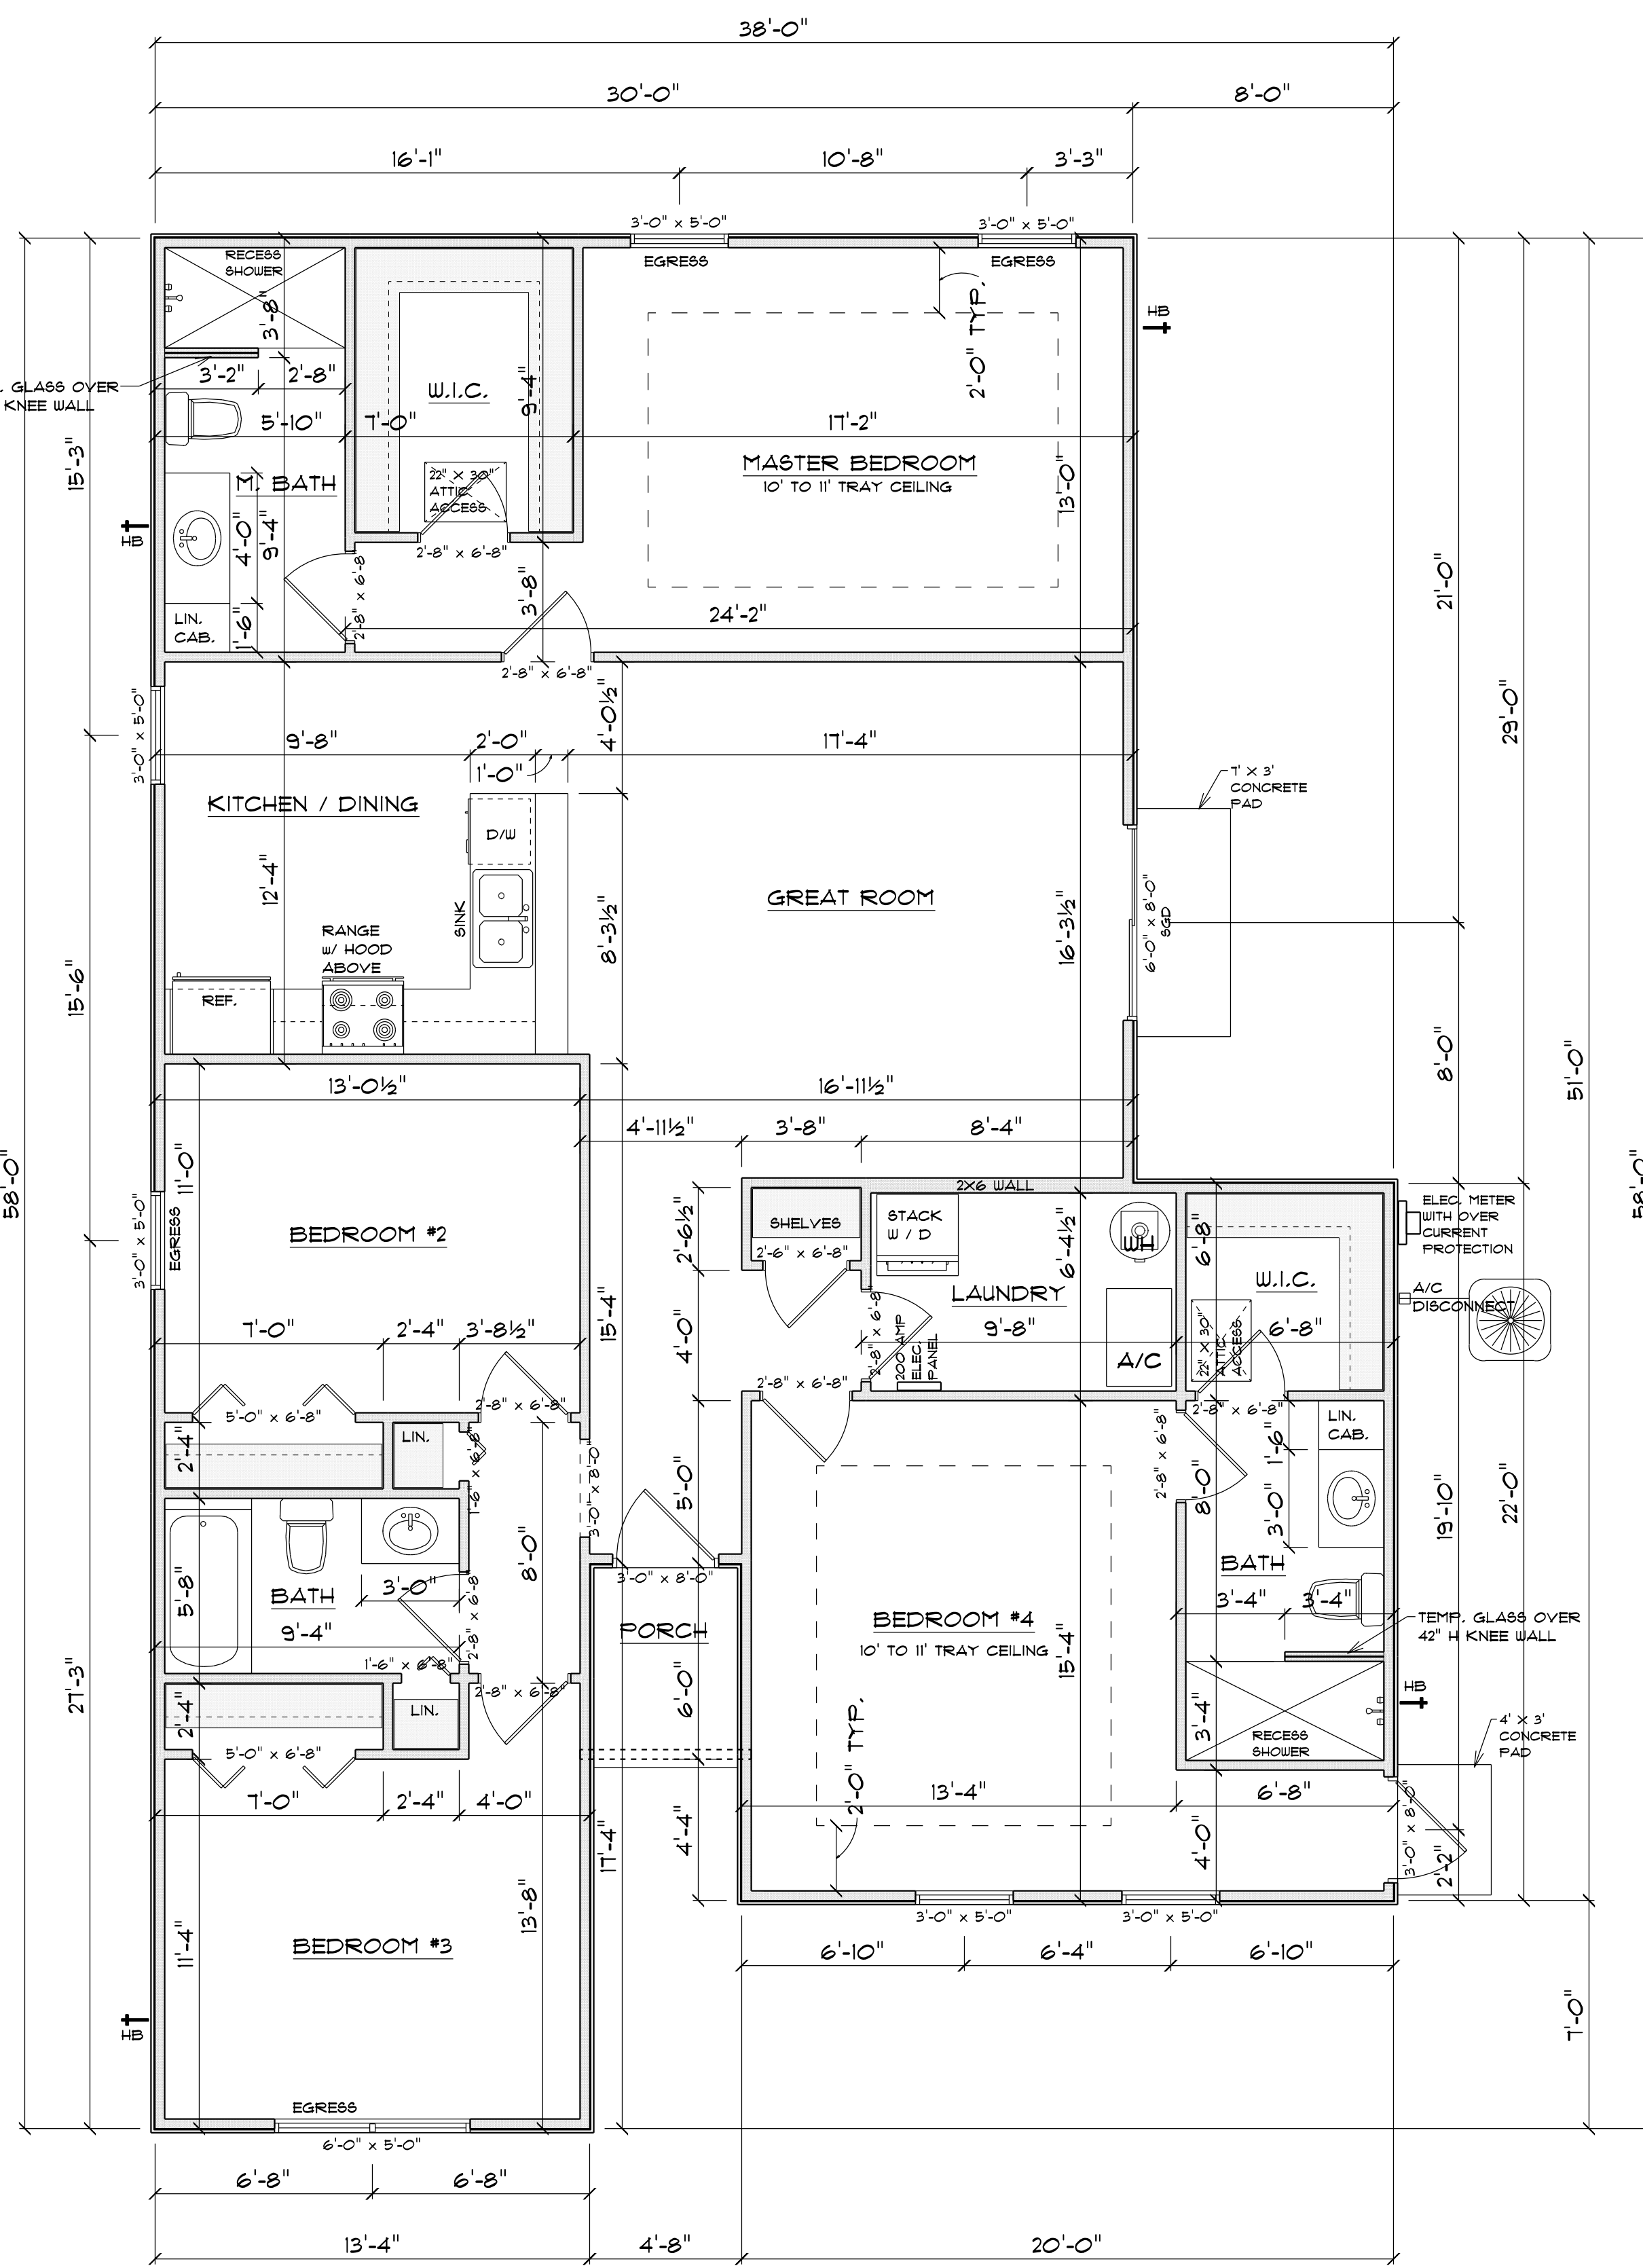 38'-0"
30'-0"
8'-0"
16'-1"
10'-8"
3'-3"
3'-0" x 5'-0"
3'-0" x 5'-0"
EGRESS
EGRESS
RECESS
SHOWER
3'-8"
HB
2'-0" TYP.
. GLASS OVER
KNEE WALL
3'-2"
2'-8"
W.I.C.
9'-4"
5'-10"
7'-0"
17'-2"
15'-3"
M. BATH
22" X 30"
ATTIC
ACCESS
MASTER BEDROOM
10' TO 11' TRAY CEILING
13'-0"
HB
4'-0"
9'-4"
2'-8" x 6'-8"
2'-8" x 6'-8"
3'-8"
21'-0"
LIN.
CAB.
1'-6"
24'-2"
2'-8" x 6'-8"
3'-0" x 5'-0"
4'-0½"
29'-0"
9'-8"
2'-0"
17'-4"
1'-0"
7' X 3'
CONCRETE
PAD
KITCHEN / DINING
D/W
12'-4"
GREAT ROOM
SINK
8'-3½"
16'-3½"
6'-0" x 8'-0"
SGD
RANGE
w/ HOOD
ABOVE
15'-6"
REF.
8'-0"
51'-0"
13'-0½"
16'-11½"
4'-11½"
3'-8"
8'-4"
58'-0"
58'-0"
11'-0"
2X6 WALL
3'-0" x 5'-0"
EGRESS
BEDROOM #2
2'-6½"
SHELVES
STACK
W / D
2'-6" x 6'-8"
6'-4½"
WH
6'-8"
ELEC. METER
WITH OVER
CURRENT
PROTECTION
W.I.C.
A/C
DISCONNECT
LAUNDRY
15'-4"
7'-0"
2'-4"
3'-8½"
4'-0"
2'-8" x 6'-8"
200 AMP
ELEC.
PANEL
9'-8"
A/C
22" X 30"
ATTIC
ACCESS
6'-8"
2'-8" x 6'-8"
5'-0" x 6'-8"
2'-8" x 6'-8"
2'-8" x 6'-8"
LIN.
CAB.
2'-4"
LIN.
1'-6" x 6'-8"
3'-0" x 8'-0"
5'-0"
2'-8" x 6'-8"
8'-0"
1'-6"
3'-0"
19'-10"
22'-0"
8'-0"
5'-8"
BATH
3'-0"
9'-4"
2'-8" x 6'-8"
3'-0" x 8'-0"
PORCH
BATH
3'-4"
3'-4"
BEDROOM #4
10' TO 11' TRAY CEILING
15'-4"
TEMP. GLASS OVER
42" H KNEE WALL
27'-3"
1'-6" x 6'-8"
2'-8" x 6'-8"
2'-4"
LIN.
6'-0"
HB
3'-4"
RECESS
SHOWER
4' X 3'
CONCRETE
PAD
5'-0" x 6'-8"
7'-0"
2'-4"
4'-0"
2'-0" TYP.
13'-4"
6'-8"
3'-0" x 8'-0"
17'-4"
4'-4"
4'-0"
2'-2"
13'-8"
3'-0" x 5'-0"
3'-0" x 5'-0"
11'-4"
BEDROOM #3
6'-10"
6'-4"
6'-10"
7'-0"
HB
EGRESS
6'-0" x 5'-0"
6'-8"
6'-8"
13'-4"
4'-8"
20'-0"